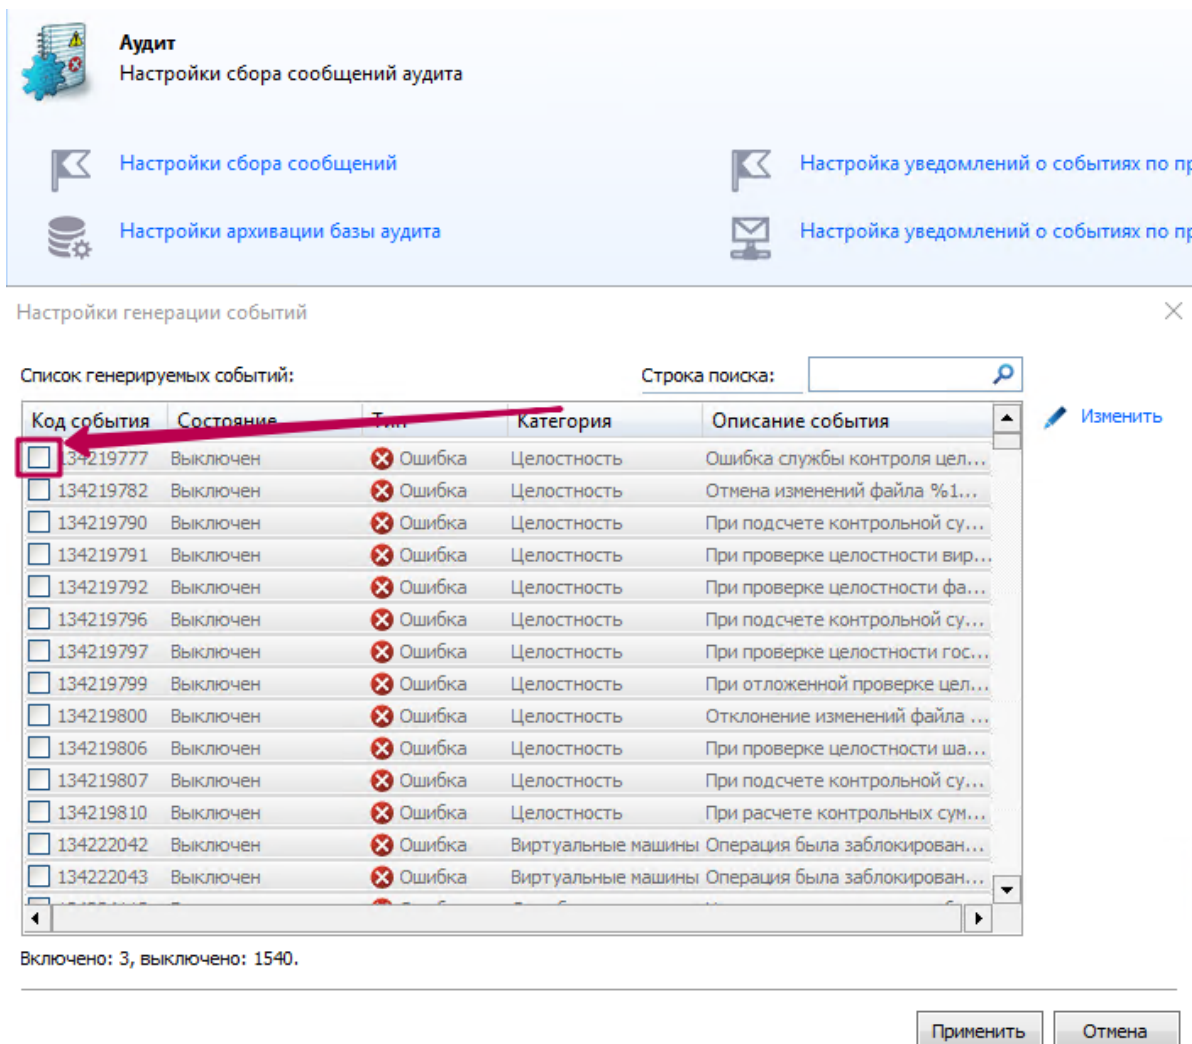 Аудит
Настройки сбора сообщений аудита
Настройки сбора сообщений Настройка уведомлений о событиях по
Настройки архивации базы аудита Настройка уведомлений о событиях по
Настройки генерации событий
Список генерируемых событий: Строка поиска:
Код события Состояние Тип Категория Описание события Изменить
134219777 Выключен Ошибка Целостность Ошибка службы контроля цел...
134219782 Выключен Ошибка Целостность Отмена изменений файла %1...
134219790 Выключен Ошибка Целостность При подсчете контрольной су...
134219791 Выключен Ошибка Целостность При проверке целостности вир...
134219792 Выключен Ошибка Целостность При проверке целостности фа...
134219796 Выключен Ошибка Целостность При подсчете контрольной су...
134219797 Выключен Ошибка Целостность При проверке целостности гос...
134219799 Выключен Ошибка Целостность При отложенной проверке цел...
134219800 Выключен Ошибка Целостность Отклонение изменений файла ...
134219806 Выключен Ошибка Целостность При проверке целостности ша...
134219807 Выключен Ошибка Целостность При подсчете контрольной су...
134219810 Выключен Ошибка Целостность При расчете контрольных сум...
134222042 Выключен Ошибка Виртуальные машины Операция была заблокирован...
134222043 Выключен Ошибка Виртуальные машины Операция была заблокирован...
Включено: 3, выключено: 1540.
Применить Отмена